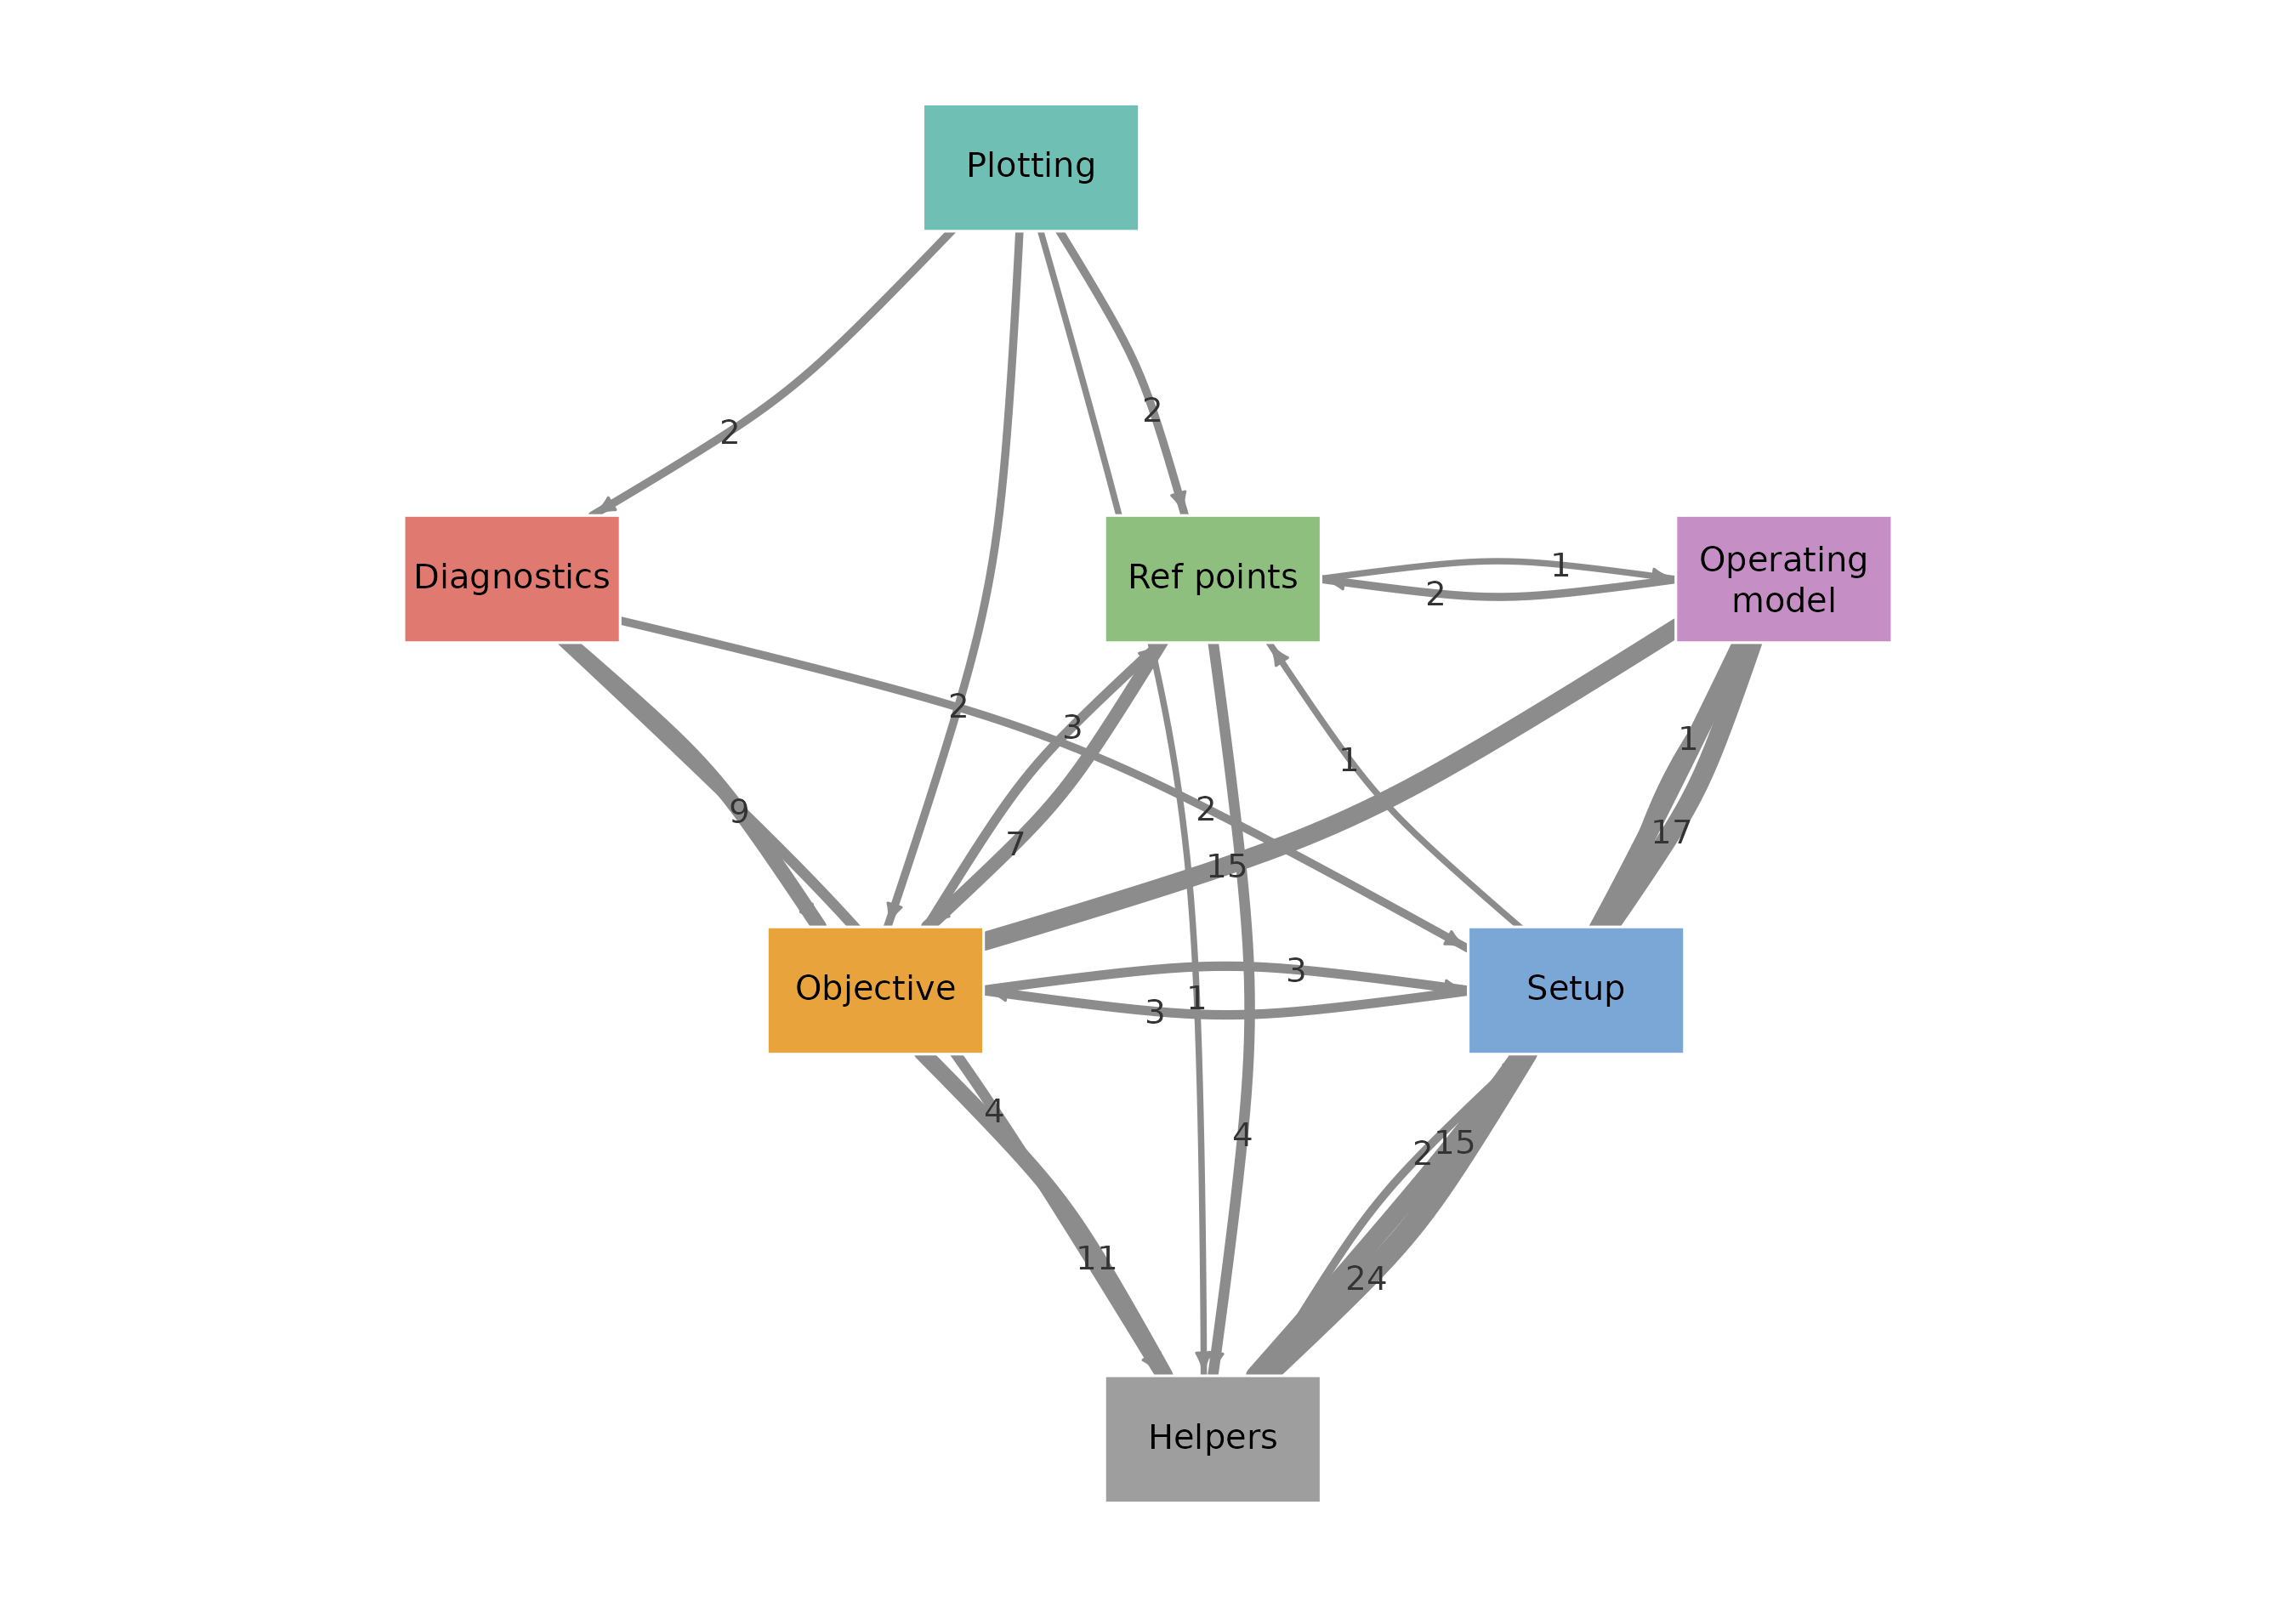 Plotting
2
2
Diagnostics
Ref points
Operating
model
1
2
2
3
1
1
2
9
7
15
17
Objective
Setup
3
1
3
4
4
2
15
11
24
Helpers